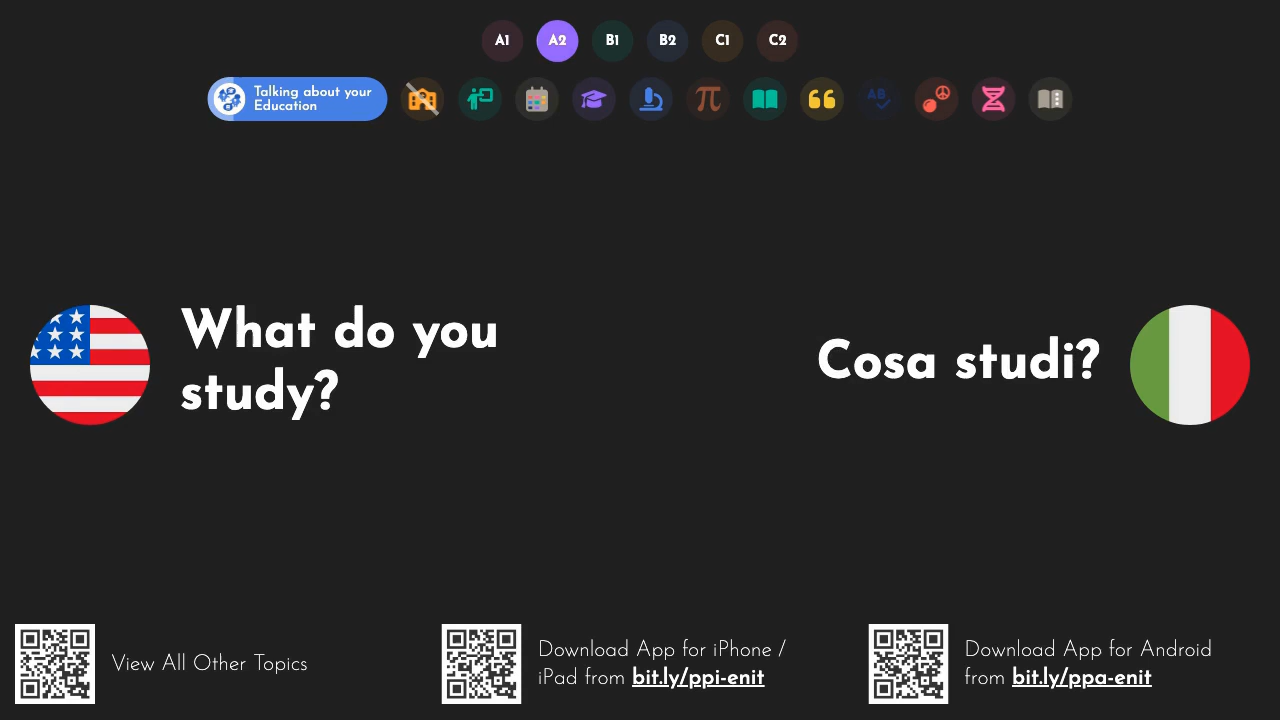 A1 A2 B1 B2 C1 C2
Talking about your
Education
AB
What do you
study?
Cosa studi?
View All Other Topics
Download App for iPhone /
iPad from bit.ly/ppi-enit
Download App for Android
from bit.ly/ppa-enit